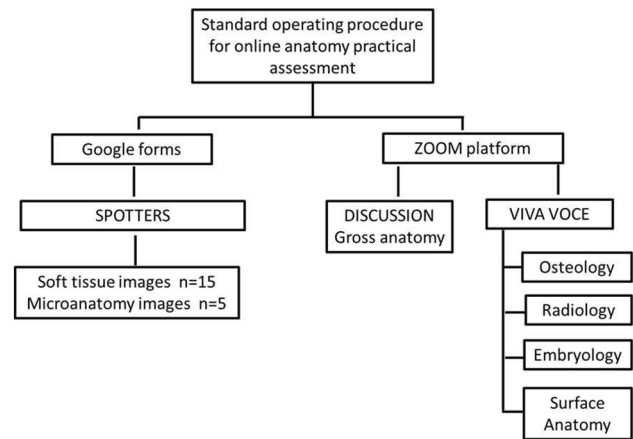 Standard operating procedure
for online anatomy practical
assessment
Google forms
ZOOM platform
SPOTTERS
DISCUSSION
Gross anatomy
VIVA VOCE
Soft tissue images n=15
Microanatomy images n=5
Osteology
Radiology
Embryology
Surface
Anatomy